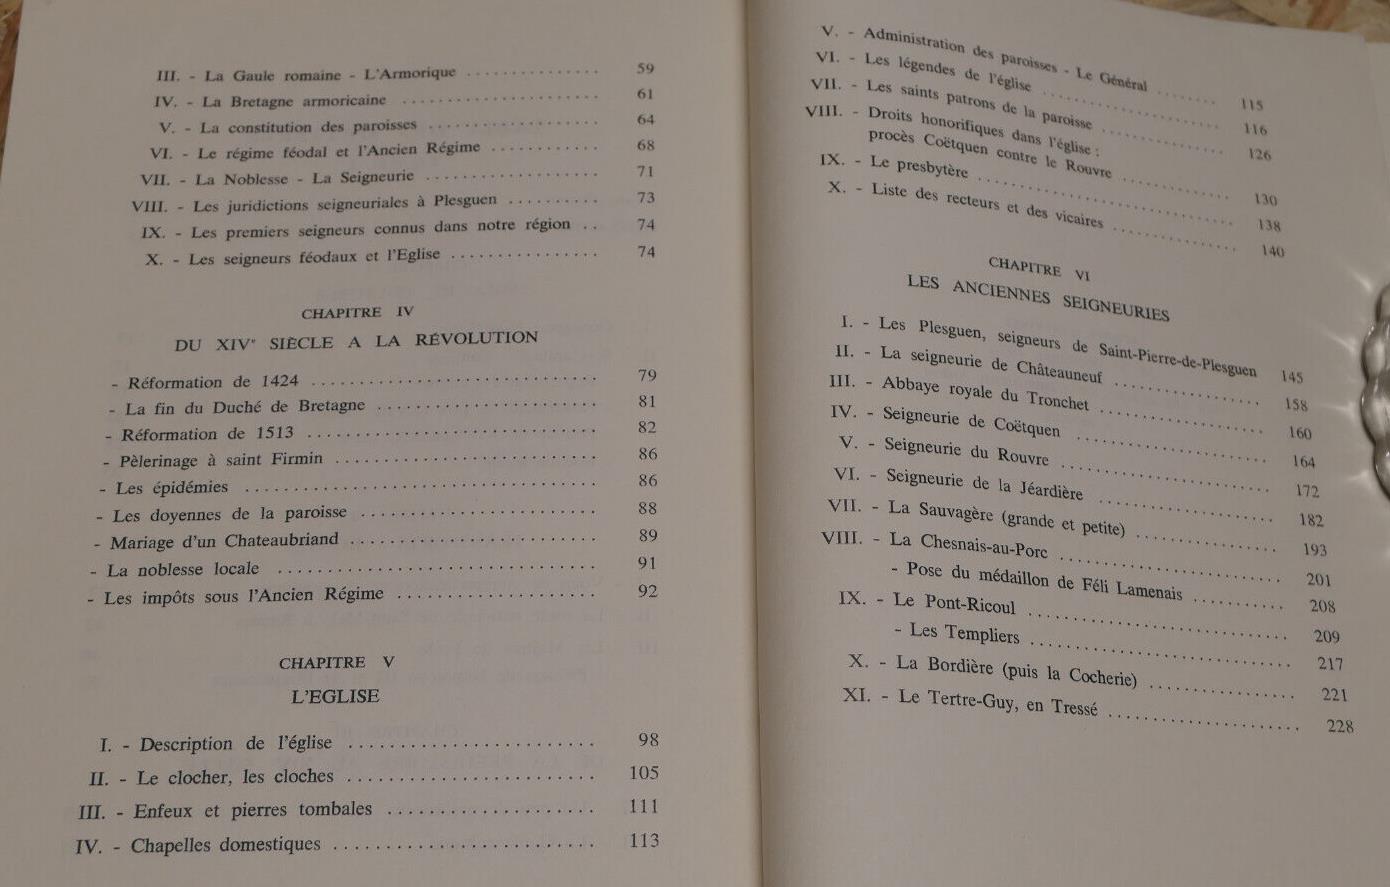 III. - La Gaule romaine - L'Armorique ............... 59
IV. - La Bretagne armoricaine ..................... 61
V. - La constitution des paroisses .................. 64
VI. - Le régime féodal et l'Ancien Régime ............ 68
VII. - La Noblesse - La Seigneurie .................. 71
VIII. - Les juridictions seigneuriales à Plesguen .......... 73
IX. - Les premiers seigneurs connus dans notre région .. 74
X. - Les seigneurs féodaux et l'Eglise ................ 74
CHAPITRE IV
DU XIVe SIÈCLE A LA RÉVOLUTION
- Réformation de 1424 .............................. 79
- La fin du Duché de Bretagne ....................... 81
- Réformation de 1513 .............................. 82
- Pèlerinage à saint Firmin ........................... 86
- Les épidémies .................................... 86
- Les doyennes de la paroisse ........................ 88
- Mariage d'un Chateaubriand ......................... 89
- La noblesse locale ................................ 91
- Les impôts sous l'Ancien Régime .................... 92
CHAPITRE V
L'EGLISE
I. - Description de l'église ......................... 98
II. - Le clocher, les cloches ......................... 105
III. - Enfeux et pierres tombales ..................... 111
IV. - Chapelles domestiques .......................... 113
V. - Administration des paroisses - Le Général ........ 115
VI. - Les légendes de l'église ...................... 116
VII. - Les saints patrons de la paroisse ............... 126
VIII. - Droits honorifiques dans l'église :
procès Coëtquen contre le Rouvre .............. 130
IX. - Le presbytère ............................... 138
X. - Liste des recteurs et des vicaires ............... 140
CHAPITRE VI
LES ANCIENNES SEIGNEURIES
I. - Les Plesguen, seigneurs de Saint-Pierre-de-Plesguen 145
II. - La seigneurie de Châteauneuf .................. 158
III. - Abbaye royale du Tronchet .................... 160
IV. - Seigneurie de Coëtquen ...................... 164
V. - Seigneurie du Rouvre ......................... 172
VI. - Seigneurie de la Jéardière .................... 182
VII. - La Sauvagère (grande et petite) ................ 193
VIII. - La Chesnais-au-Porc ......................... 201
- Pose du médaillon de Féli Lamenais ........... 208
IX. - Le Pont-Ricoul .............................. 209
- Les Templiers .............................. 217
X. - La Bordière (puis la Cocherie) ................ 221
XI. - Le Tertre-Guy, en Tressé ...................... 228